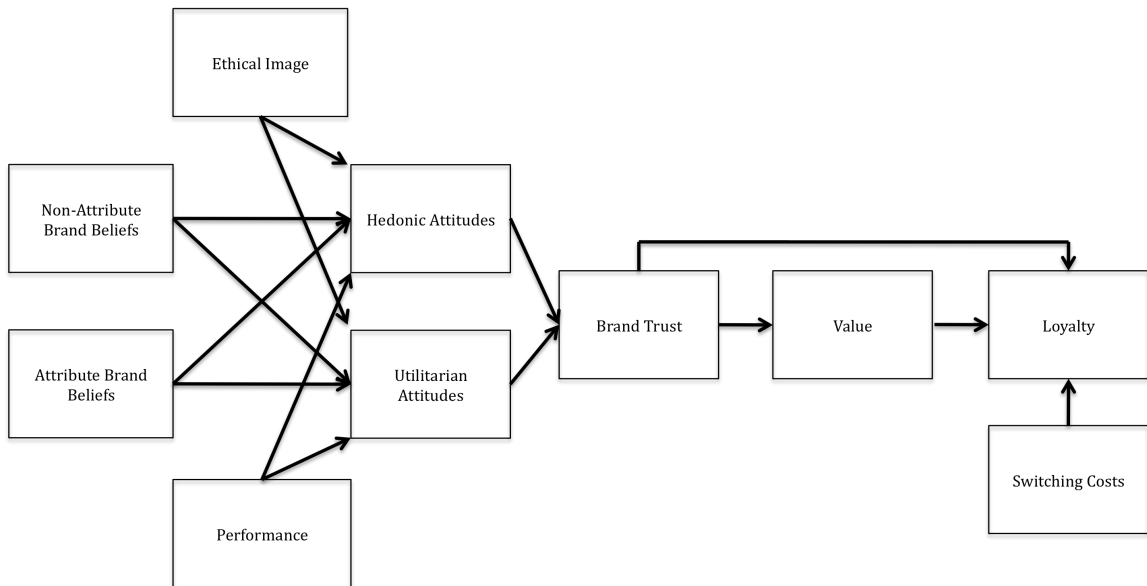 Ethical Image
Non-Attribute
Brand Beliefs
Hedonic Attitudes
Brand Trust
Value
Loyalty
Attribute Brand
Beliefs
Utilitarian
Attitudes
Switching Costs
Performance